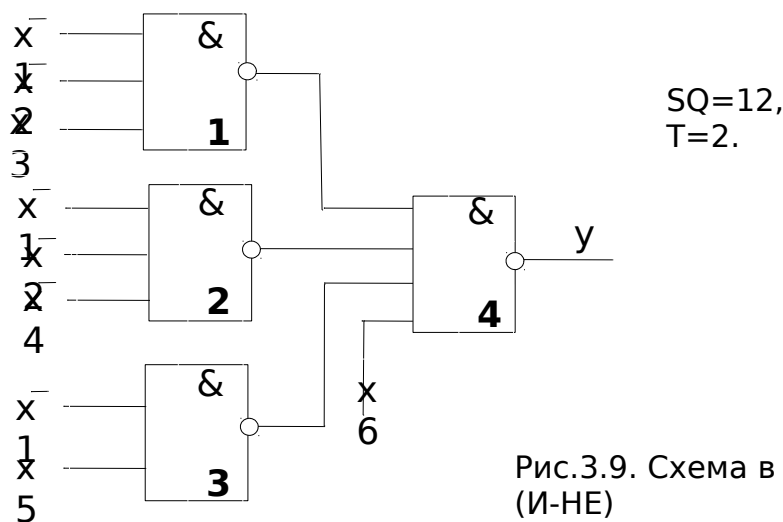 x̅1
&
x̅2
x3
1
SQ=12,
T=2.
x̅1
&
x̅2
x̅4
2
&
y
4
x̅1
&
x5
3
x6
Рис.3.9. Схема в
(И-НЕ)